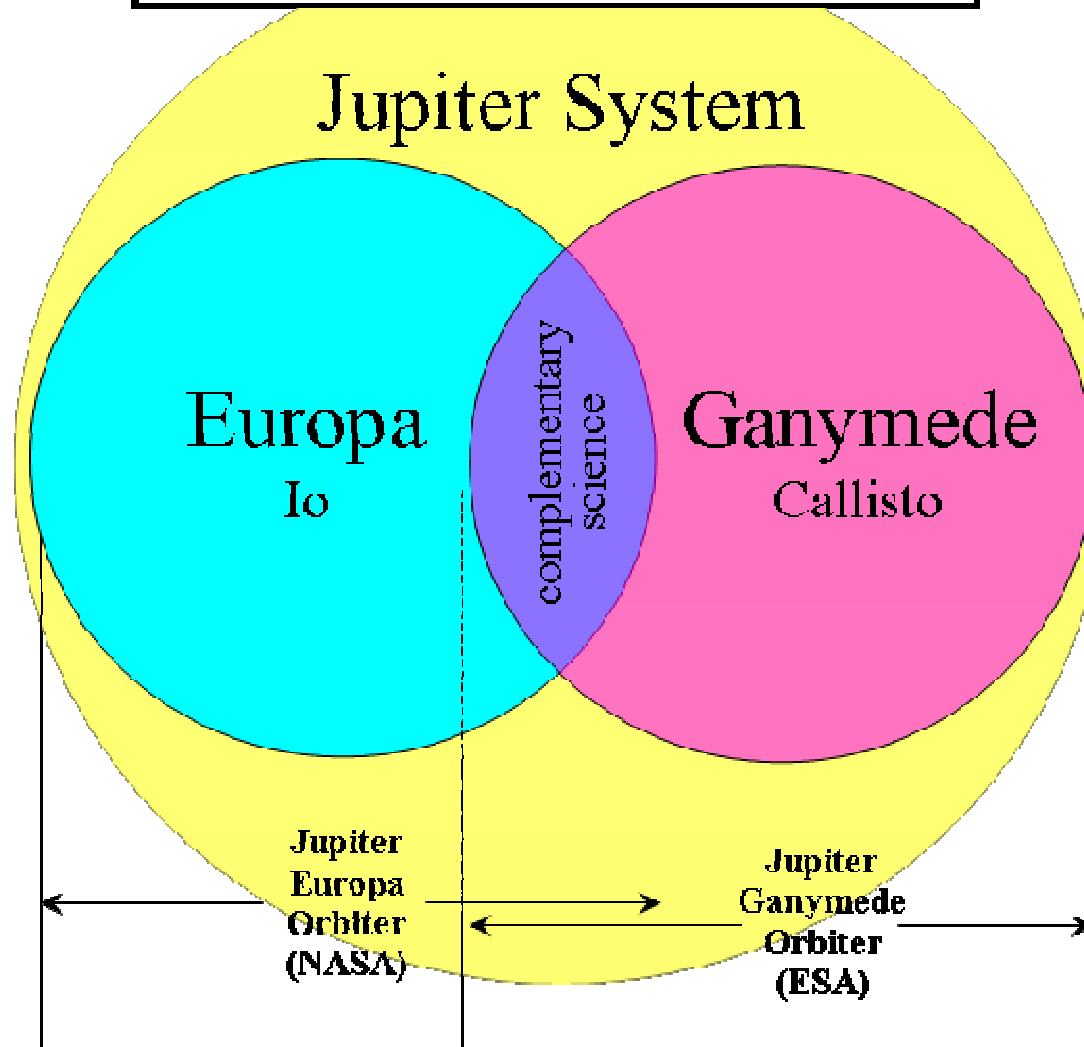 Jupiter System
Europa
Io
complementary
science
Ganymede
Callisto
Jupiter
Europa
Orbiter
(NASA)
Jupiter
Ganymede
Orbiter
(ESA)